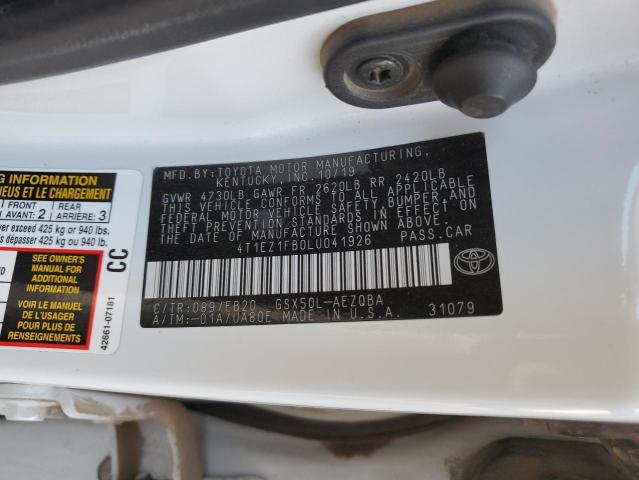 G INFORMATION
NEUS ET LE CHARGEMENT
AVANT: 2
REAR
ARRIÈRE: 3
ver exceed 425 kg or 940 lbs.
s dépasser 425 kg ou 940 lb.
SEE OWNER'S
MANUAL FOR
ADDITIONAL
INFORMATION
VOIR LE MANUEL
DE L'USAGER
POUR PLUS DE
RENSEIGNEMENTS
CC
42661-07181
MFD.BY: TOYOTA MOTOR MANUFACTURING,
KENTUCKY, INC. 10/19
GVWR 4730LB GAWR FR 2620LB RR 2420LB
THIS VEHICLE CONFORMS TO ALL APPLICABLE
FEDERAL MOTOR VEHICLE SAFETY, BUMPER, AND
THEFT PREVENTION STANDARDS IN EFFECT ON
THE DATE OF MANUFACTURE SHOWN ABOVE.
4T1EZ1FB0LU041926 PASS.CAR
C/TR:089/FB20 GSX50L-AEZQBA
A/TM:-01A/UA80E MADE IN U.S.A. 31079
TOYOTA